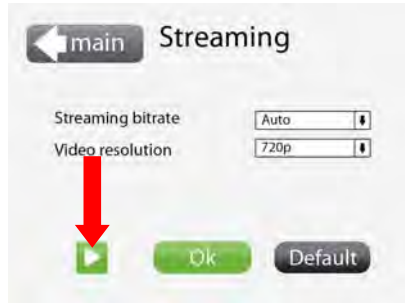 main Streaming
Streaming bitrate Auto
Video resolution 720p
Ok Default